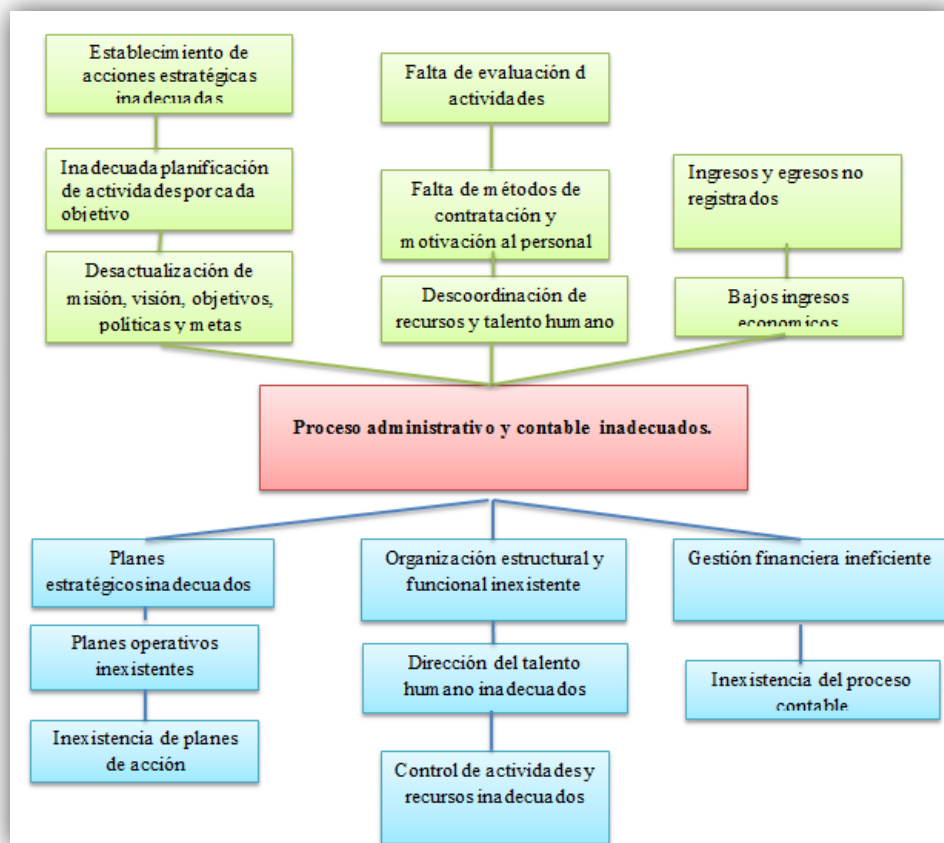 Establecimiento de
acciones estratégicas
inadecuadas
Falta de evaluación d
actividades
Inadecuada planificación
de actividades por cada
objetivo
Falta de métodos de
contratación y
motivación al personal
Ingresos y egresos no
registrados
Desactualización de
misión, visión, objetivos,
políticas y metas
Descoordinación de
recursos y talento humano
Bajos ingresos
economicos
Proceso administrativo y contable inadecuados.
Planes
estratégicos inadecuados
Organización estructural y
funcional inexistente
Gestión financiera ineficiente
Planes operativos
inexistentes
Dirección del talento
humano inadecuados
Inexistencia del proceso
contable
Inexistencia de planes
de acción
Control de actividades y
recursos inadecuados